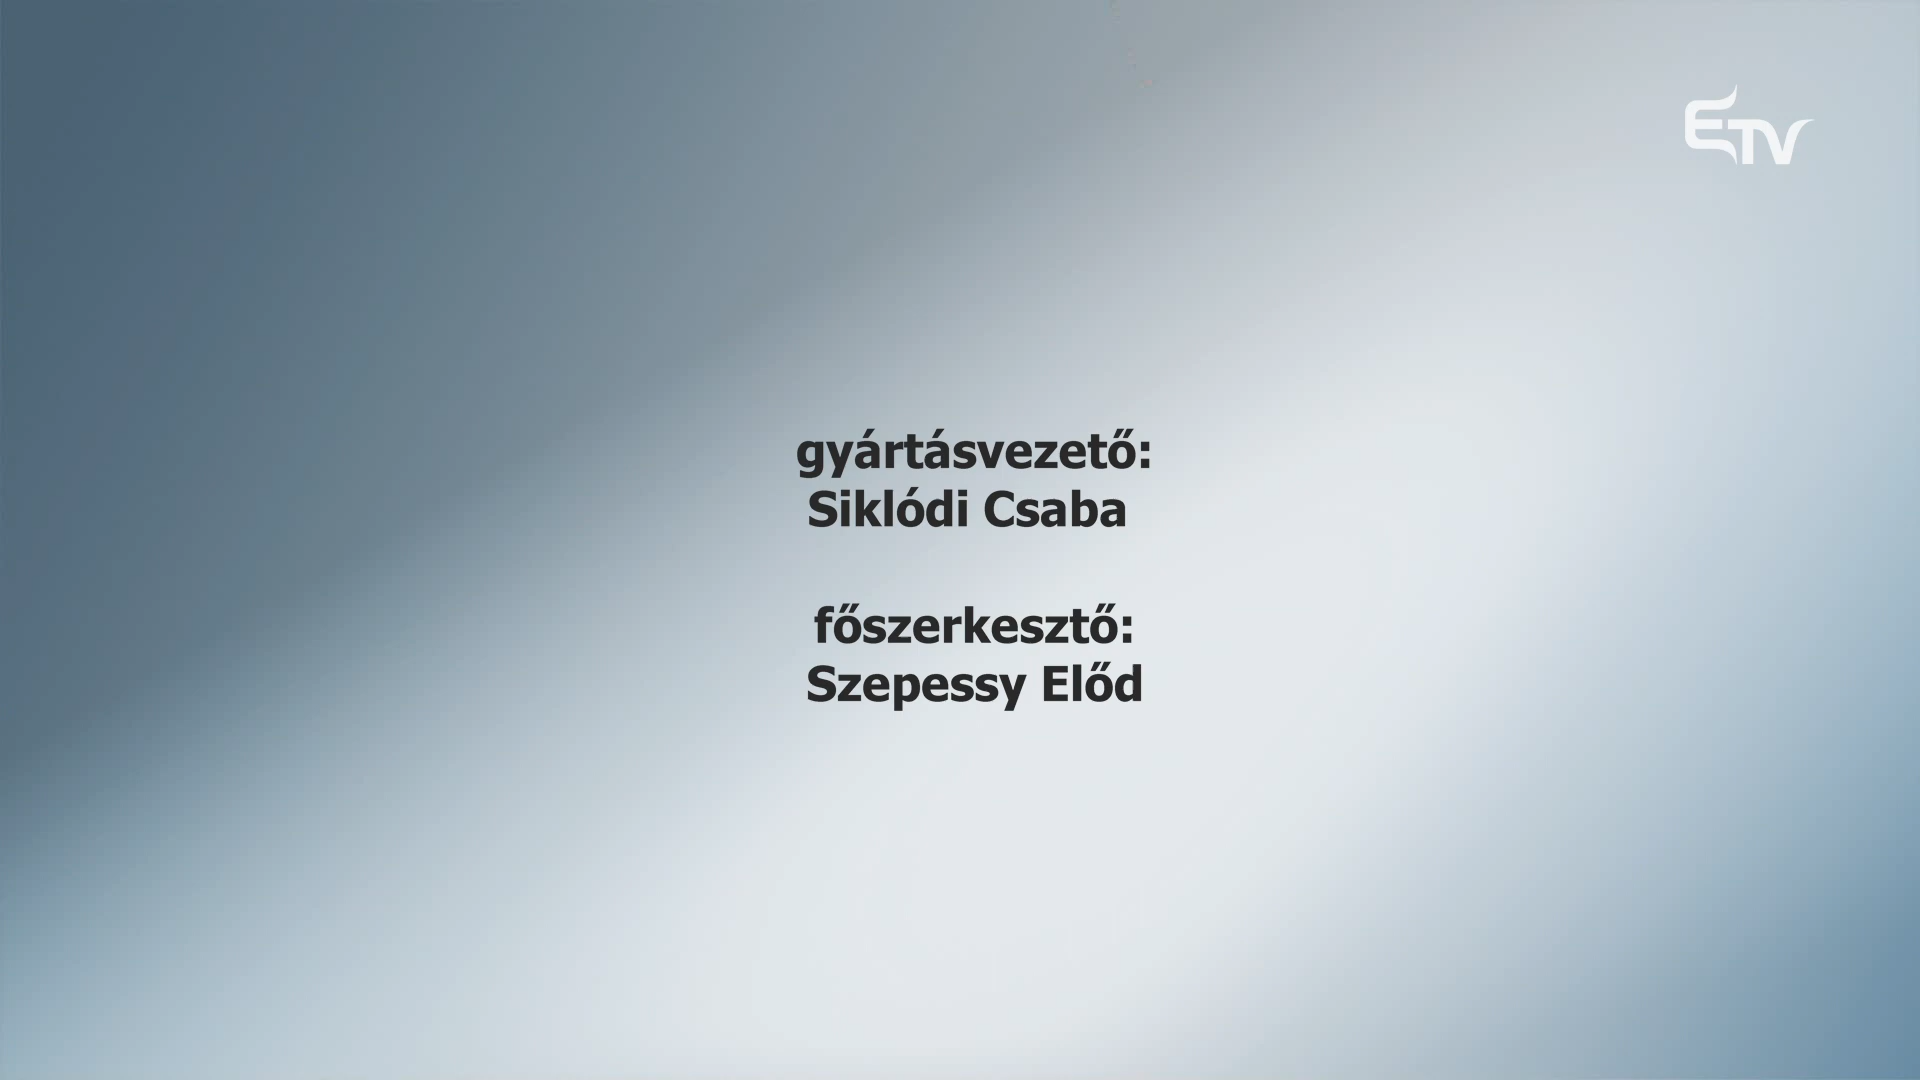 ETV
gyártásvezető:
Siklódi Csaba
főszerkesztő:
Szepessy Előd